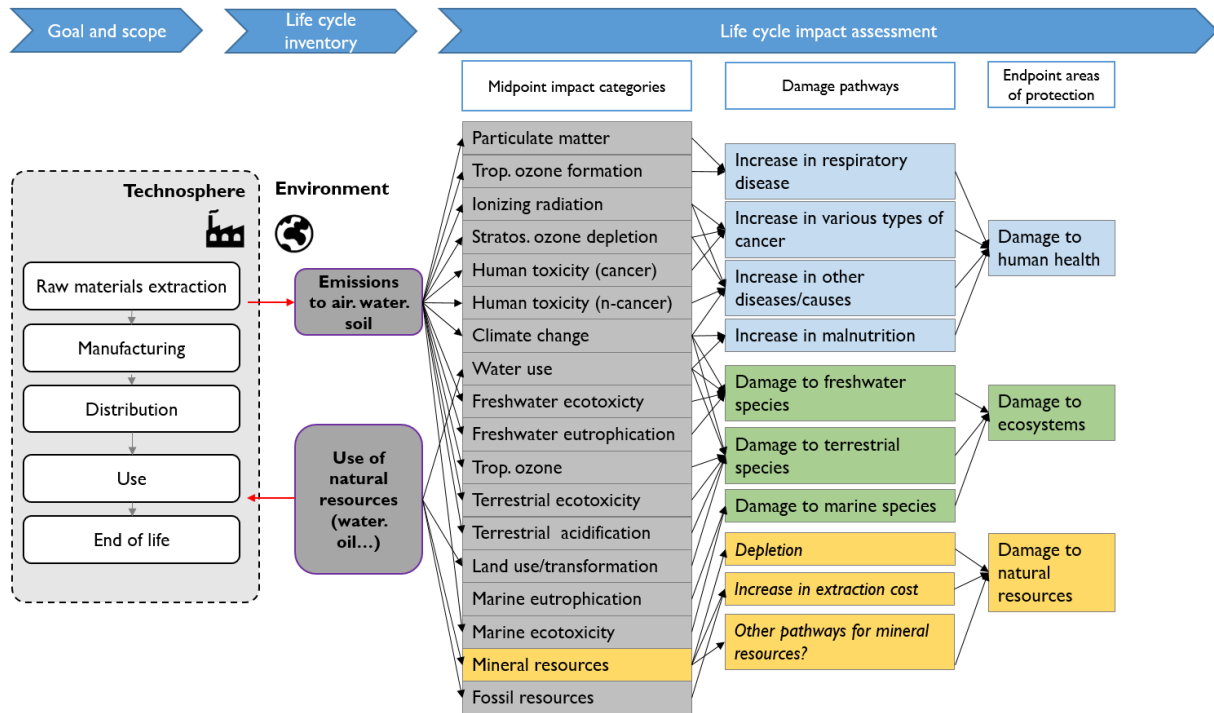 Goal and scope
Life cycle
inventory
Life cycle impact assessment
Midpoint impact categories
Damage pathways
Endpoint areas
of protection
Technosphere
Raw materials extraction
Manufacturing
Distribution
Use
End of life
Environment
Emissions
to air. water.
soil
Use of
natural
resources
(water.
oil...)
Particulate matter
Trop. ozone formation
Ionizing radiation
Stratos. ozone depletion
Human toxicity (cancer)
Human toxicity (n-cancer)
Climate change
Water use
Freshwater ecotoxicty
Freshwater eutrophication
Trop. ozone
Terrestrial ecotoxicity
Terrestrial acidification
Land use/transformation
Marine eutrophication
Marine ecotoxicity
Mineral resources
Fossil resources
Increase in respiratory
disease
Increase in various types of
cancer
Increase in other
diseases/causes
Increase in malnutrition
Damage to freshwater
species
Damage to terrestrial
species
Damage to marine species
Depletion
Increase in extraction cost
Other pathways for mineral
resources?
Damage to
human health
Damage to
ecosystems
Damage to
natural
resources